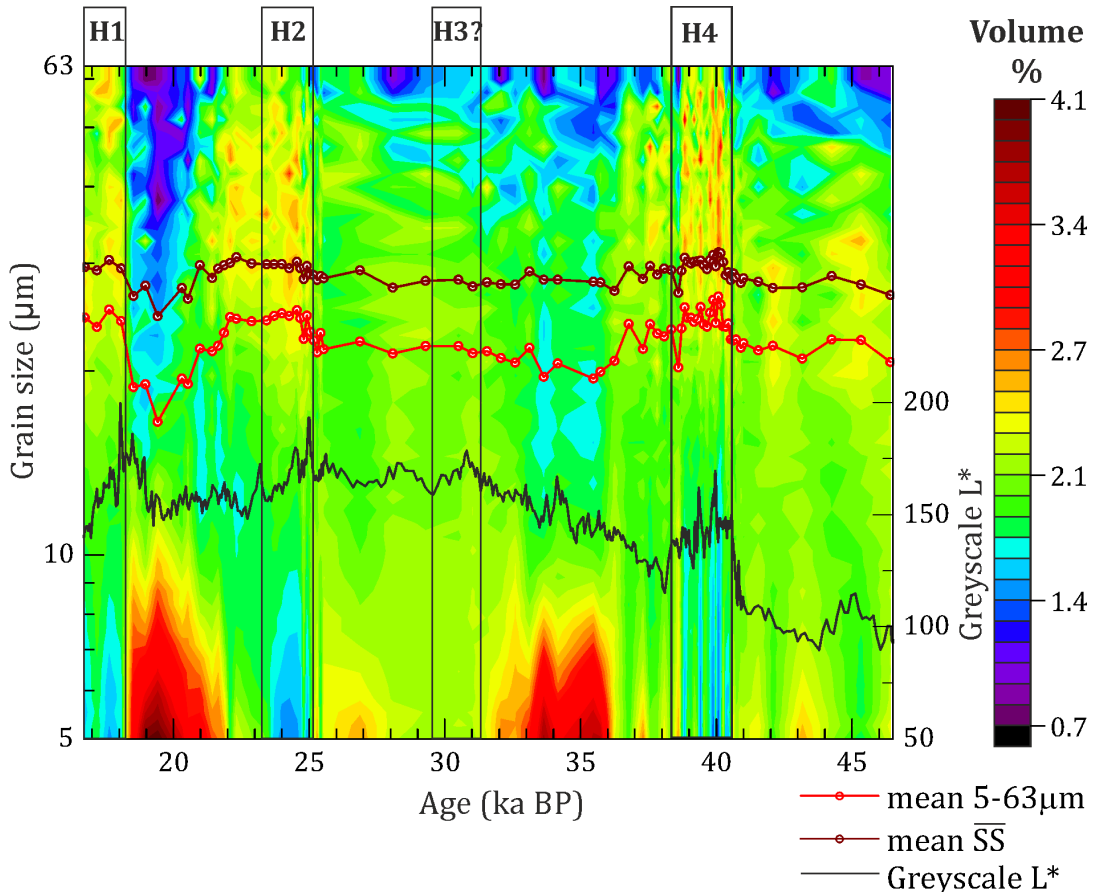 H1 H2 H3? H4
Volume
%
63
4.1
3.4
2.7
2.1
1.4
0.7
Grain size (μm)
10
5
200
150
100
50
Greyscale L*
20 25 30 35 40 45
Age (ka BP)
mean 5-63μm
mean S̅S̅
Greyscale L*